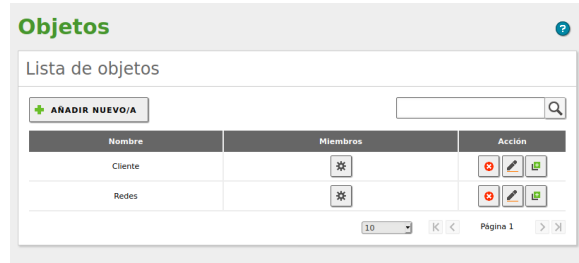 Objetos
?
Lista de objetos
AÑADIR NUEVO/A
Nombre Miembros Acción
Cliente
Redes
10 Página 1